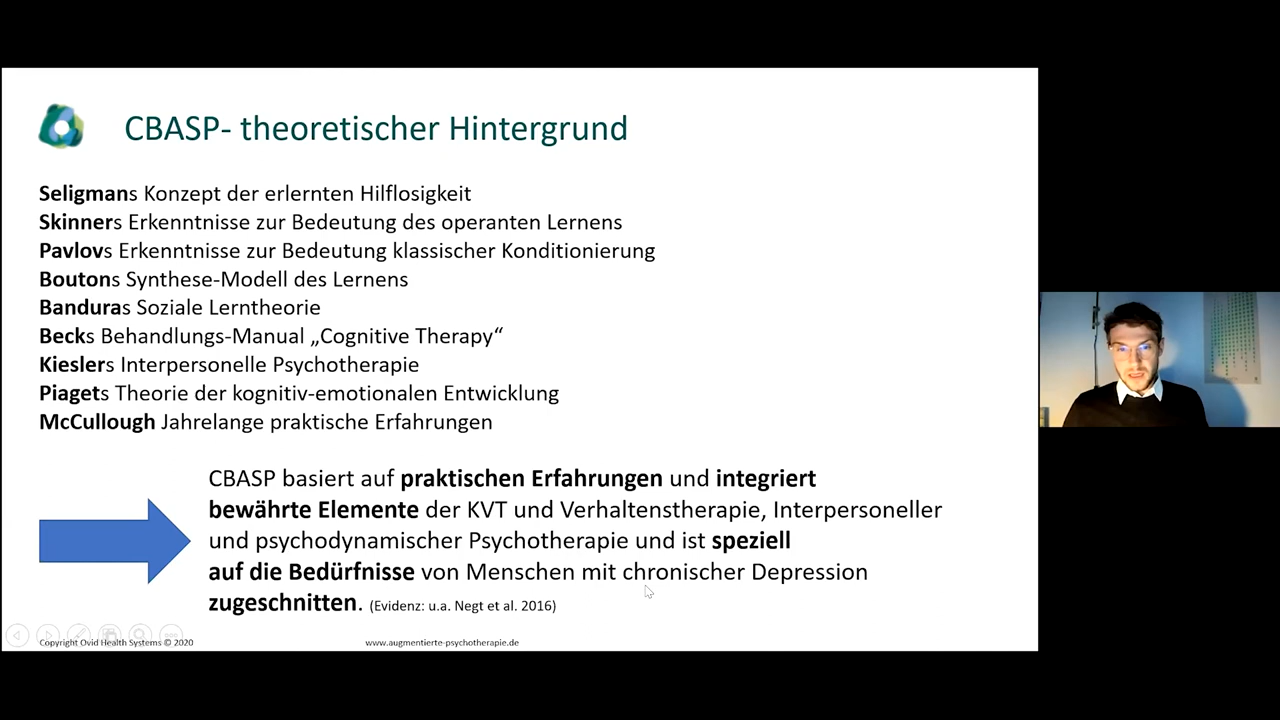 CBASP- theoretischer Hintergrund
Seligmans Konzept der erlernten Hilflosigkeit
Skinners Erkenntnisse zur Bedeutung des operanten Lernens
Pavlovs Erkenntnisse zur Bedeutung klassischer Konditionierung
Boutons Synthese-Modell des Lernens
Banduras Soziale Lerntheorie
Becks Behandlungs-Manual „Cognitive Therapy“
Kieslers Interpersonelle Psychotherapie
Piagets Theorie der kognitiv-emotionalen Entwicklung
McCullough Jahrelange praktische Erfahrungen
CBASP basiert auf praktischen Erfahrungen und integriert
bewährte Elemente der KVT und Verhaltenstherapie, Interpersoneller
und psychodynamischer Psychotherapie und ist speziell
auf die Bedürfnisse von Menschen mit chronischer Depression
zugeschnitten. (Evidenz: u.a. Negt et al. 2016)
Copyright Ovid Health Systems © 2020
www.augmentierte-psychotherapie.de